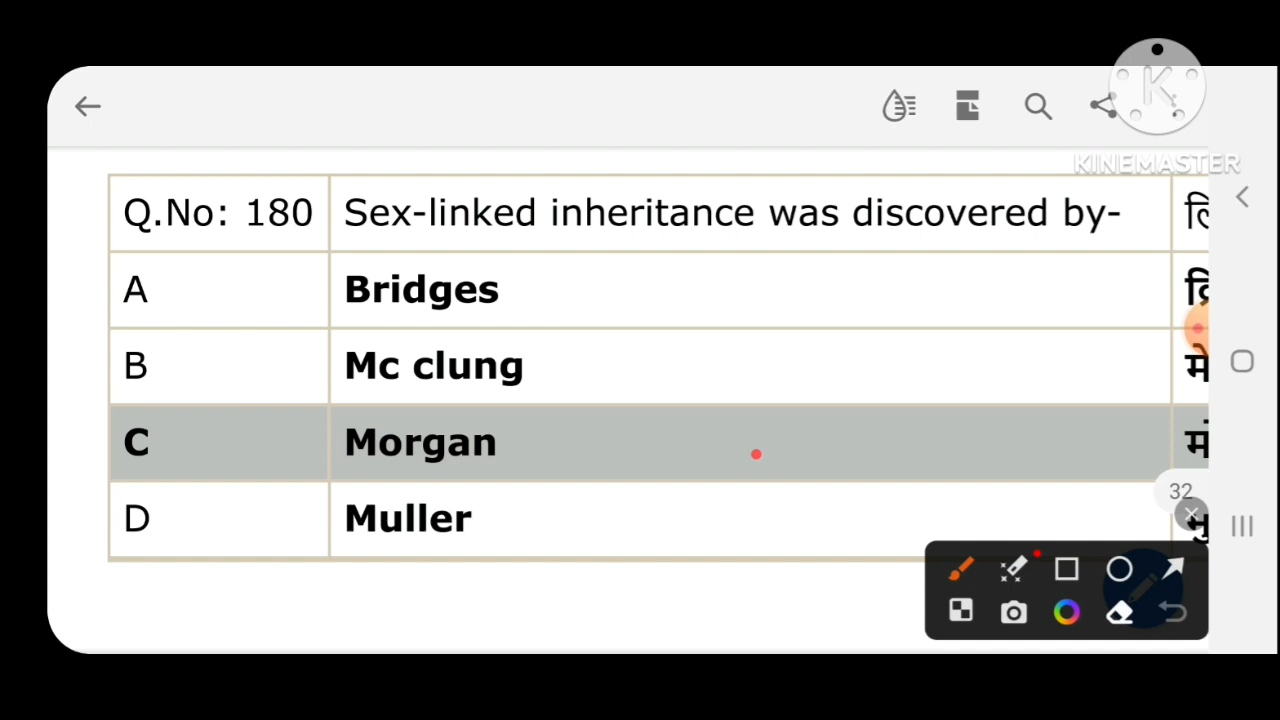 KINEMASTER
Q.No: 180 Sex-linked inheritance was discovered by-
A Bridges
B Mc clung
C Morgan
D Muller
32